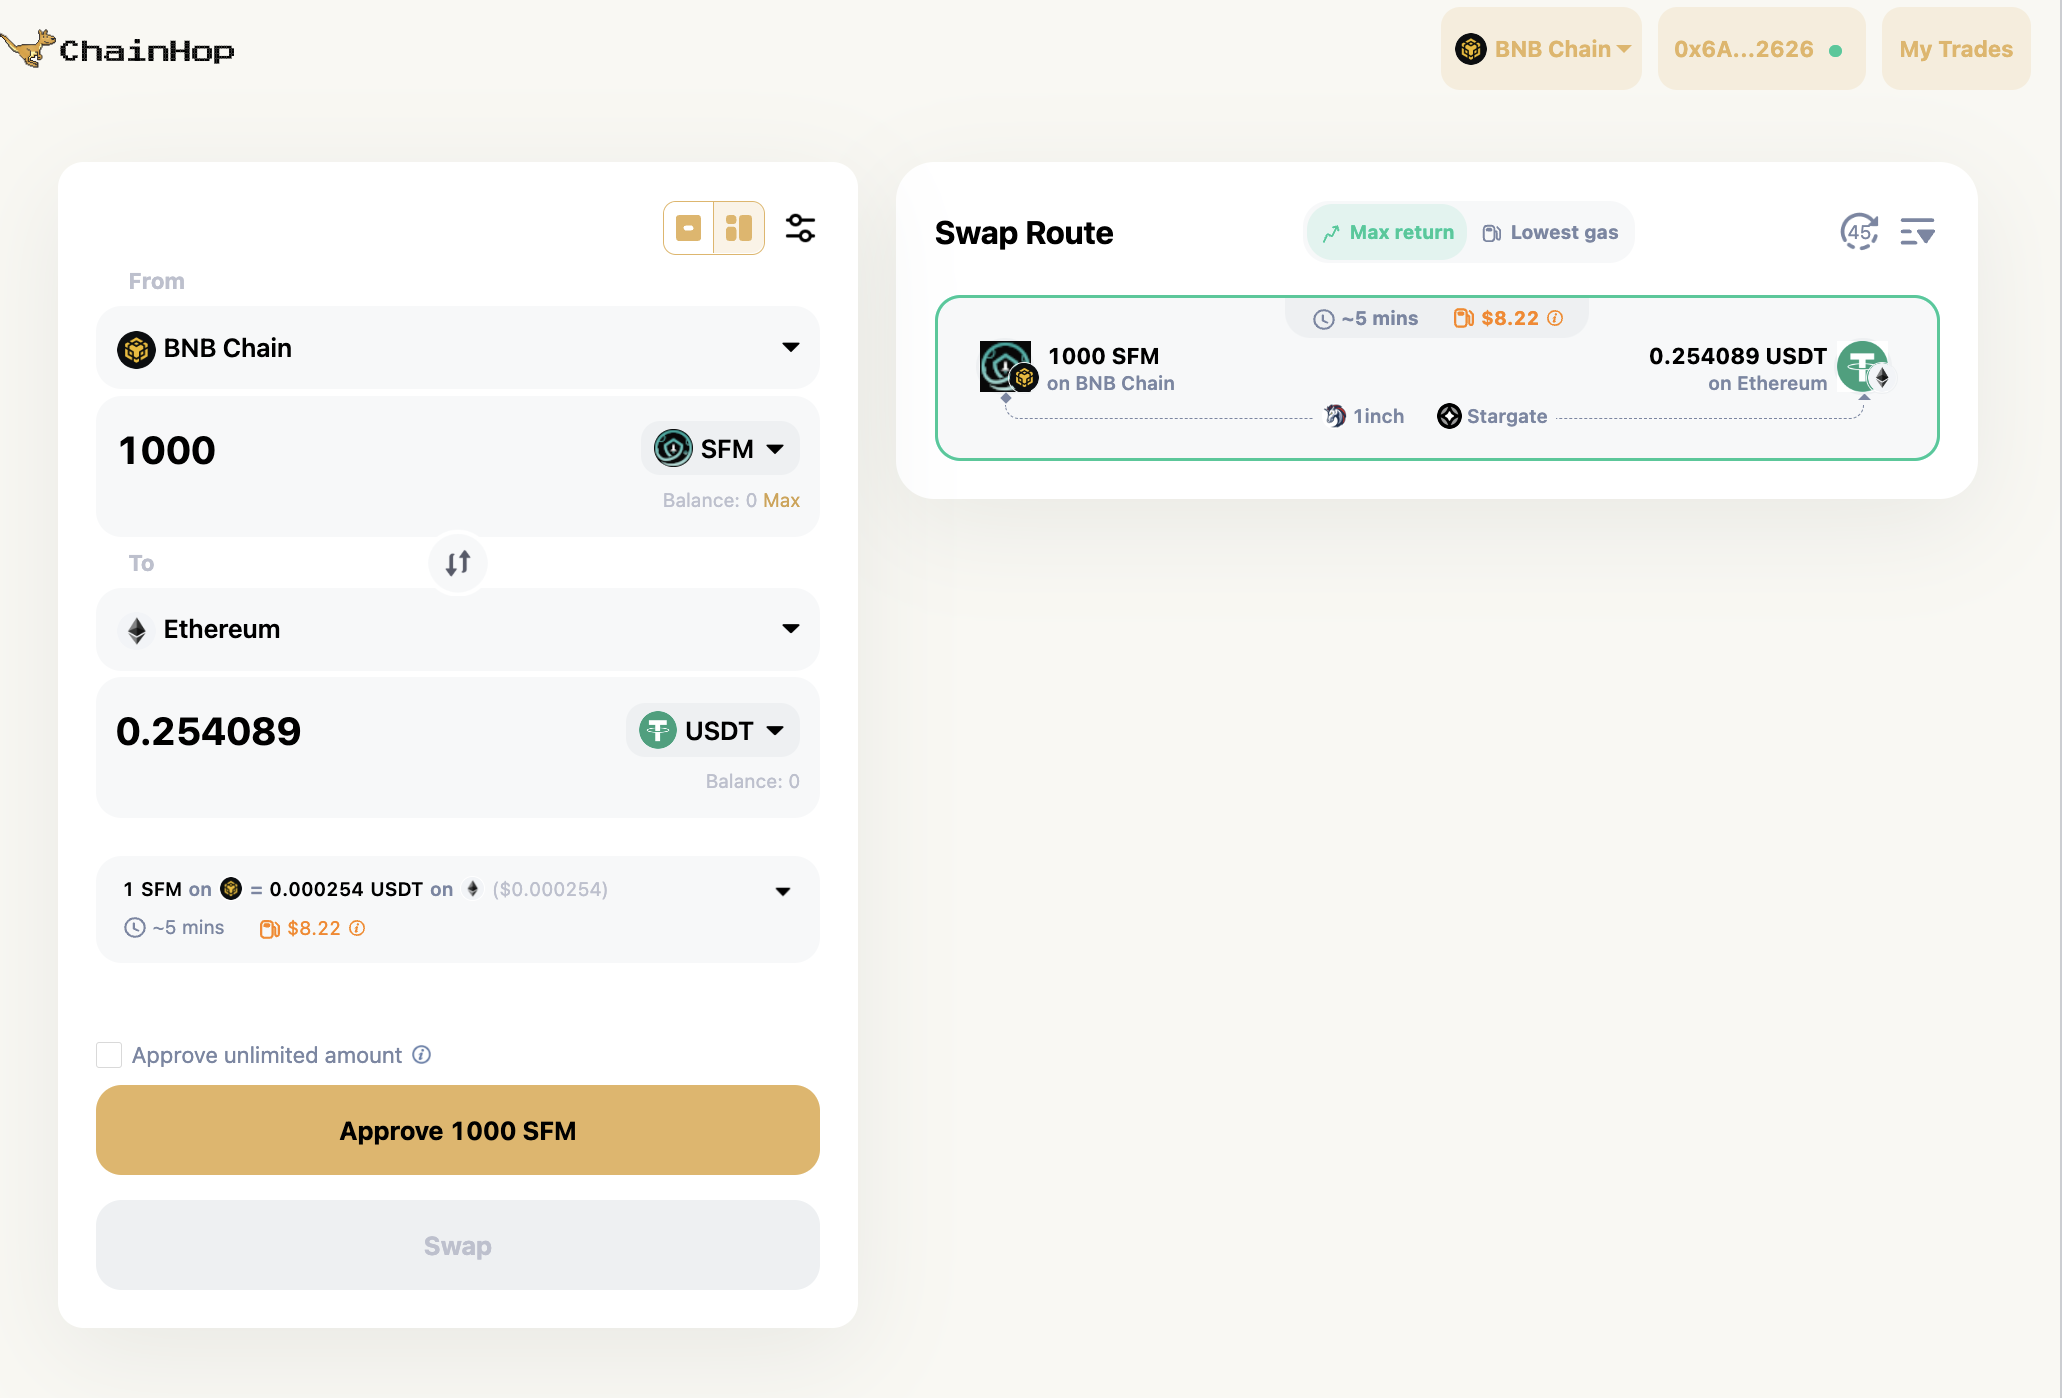 ChainHop
BNB Chain
0x6A...2626
My Trades
From
BNB Chain
1000
SFM
Balance: 0 Max
To
Ethereum
0.254089
USDT
Balance: 0
1 SFM on = 0.000254 USDT on ($0.000254)
~5 mins $8.22
Approve unlimited amount
Approve 1000 SFM
Swap
Swap Route
Max return
Lowest gas
45
~5 mins $8.22
1000 SFM
on BNB Chain
0.254089 USDT
on Ethereum
1inch
Stargate